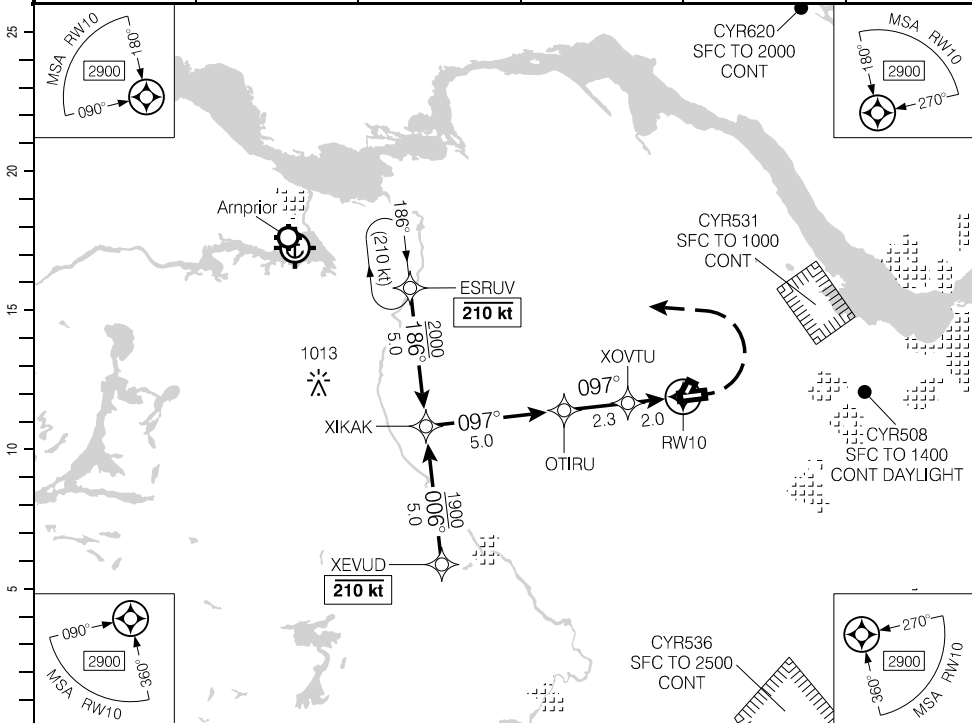 25
20
15
10
5
MSA RW10
180°
2900
090°
CYR620
SFC TO 2000
CONT
MSA RW10
180°
2900
270°
Arnprior
186°
(210 kt)
ESRUV
210 kt
2000
186°
5.0
CYR531
SFC TO 1000
CONT
1013
XOVTU
097°
2.3
2.0
XIKAK
097°
5.0
OTIRU
RW10
CYR508
SFC TO 1400
CONT DAYLIGHT
1900
006°
5.0
XEVUD
210 kt
090°
2900
360°
MSA RW10
CYR536
SFC TO 2500
CONT
270°
2900
360°
MSA RW10